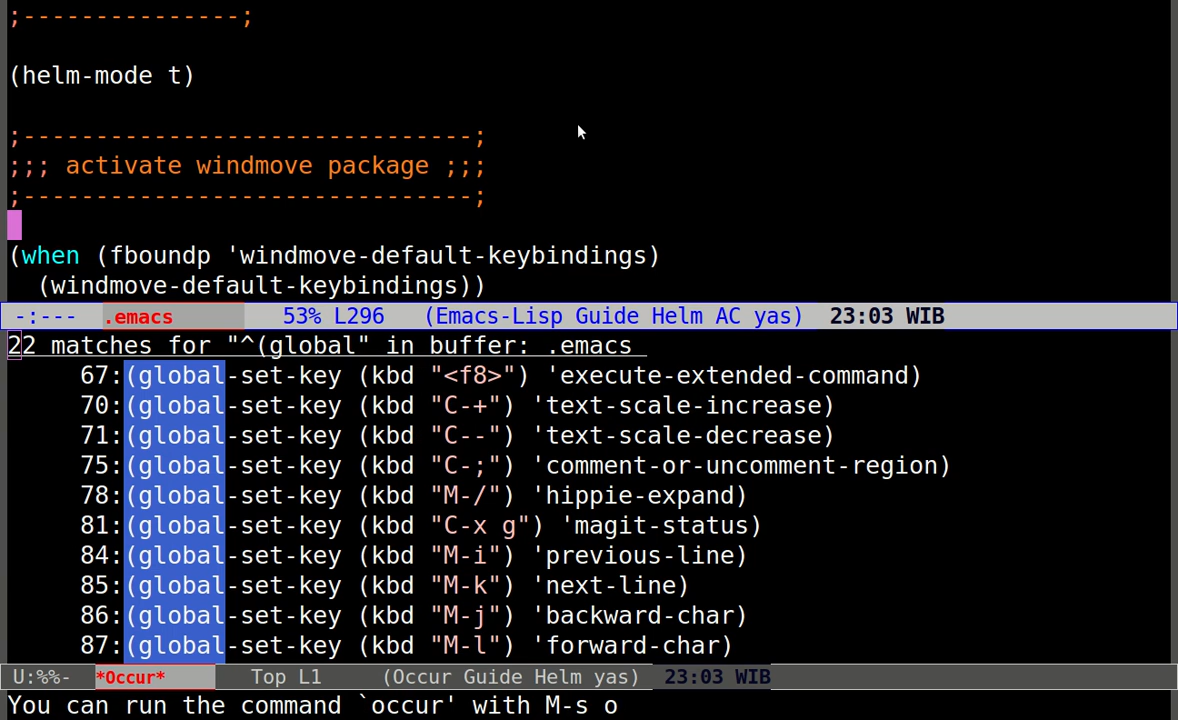 ;---------------;
(helm-mode t)
;-------------------------------;
;;; activate windmove package ;;;
;-------------------------------;
(when (fboundp 'windmove-default-keybindings)
  (windmove-default-keybindings))
-:---  .emacs  53% L296  (Emacs-Lisp Guide Helm AC yas)  23:03 WIB
22 matches for "^(global" in buffer: .emacs
     67:(global-set-key (kbd "<f8>") 'execute-extended-command)
     70:(global-set-key (kbd "C-+") 'text-scale-increase)
     71:(global-set-key (kbd "C--") 'text-scale-decrease)
     75:(global-set-key (kbd "C-;") 'comment-or-uncomment-region)
     78:(global-set-key (kbd "M-/") 'hippie-expand)
     81:(global-set-key (kbd "C-x g") 'magit-status)
     84:(global-set-key (kbd "M-i") 'previous-line)
     85:(global-set-key (kbd "M-k") 'next-line)
     86:(global-set-key (kbd "M-j") 'backward-char)
     87:(global-set-key (kbd "M-l") 'forward-char)
U:%%-  *Occur*  Top L1  (Occur Guide Helm yas)  23:03 WIB
You can run the command `occur' with M-s o